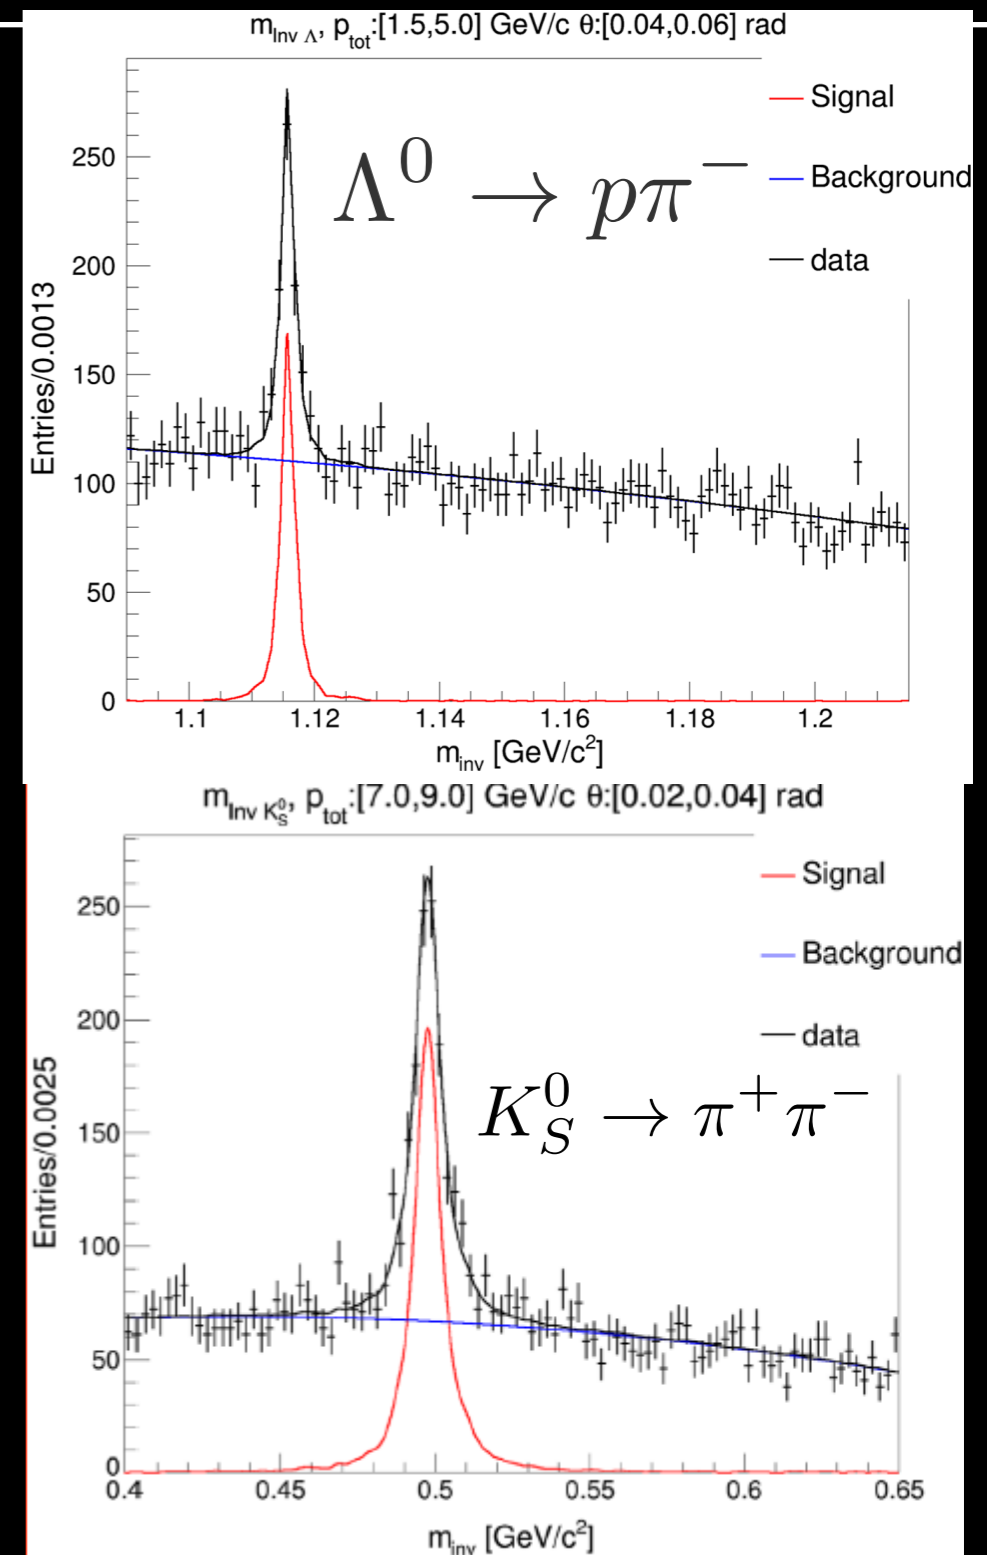 m_Inv Λ, p_tot:[1.5,5.0] GeV/c θ:[0.04,0.06] rad
Signal
Background
data
Λ⁰ → pπ⁻
Entries/0.0013
250
200
150
100
50
0
1.1 1.12 1.14 1.16 1.18 1.2
m_inv [GeV/c²]
m_Inv K_S⁰, p_tot:[7.0,9.0] GeV/c θ:[0.02,0.04] rad
Signal
Background
data
K_S⁰ → π⁺π⁻
Entries/0.0025
250
200
150
100
50
0
0.4 0.45 0.5 0.55 0.6 0.65
m_inv [GeV/c²]